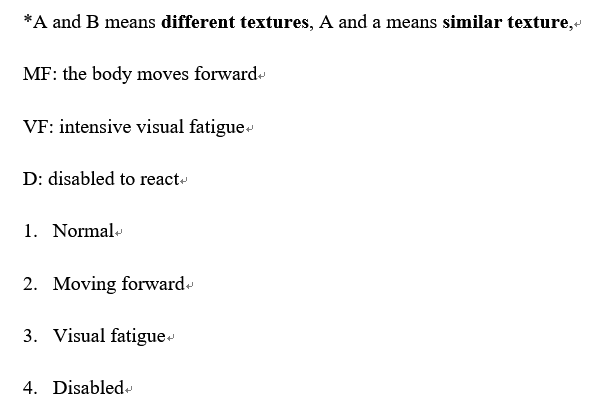 *A and B means different textures, A and a means similar texture,
MF: the body moves forward
VF: intensive visual fatigue
D: disabled to react
1. Normal
2. Moving forward
3. Visual fatigue
4. Disabled